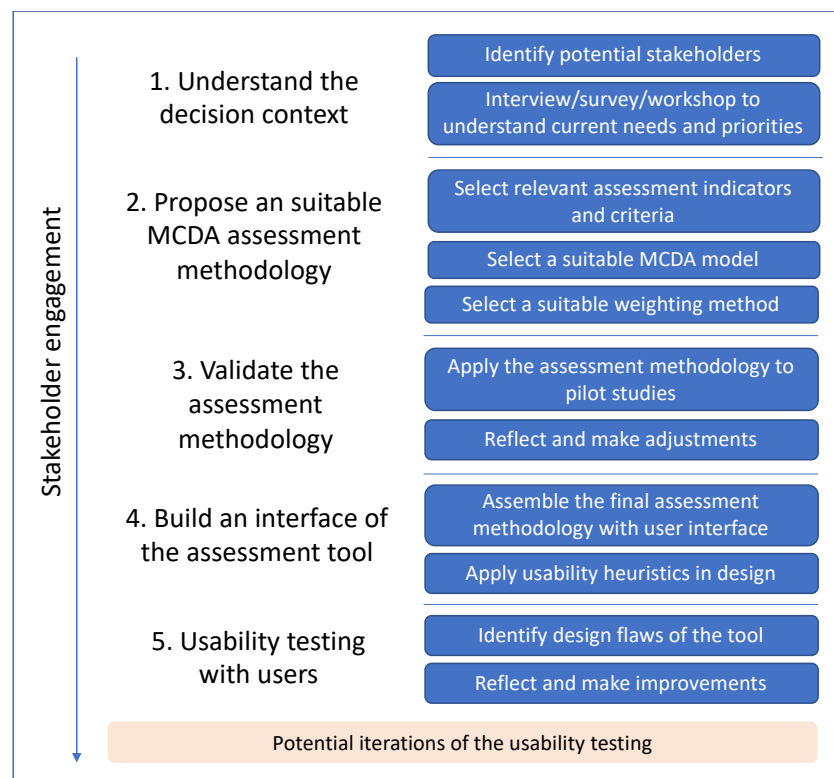 Stakeholder engagement
1. Understand the
decision context
Identify potential stakeholders
Interview/survey/workshop to
understand current needs and priorities
2. Propose an suitable
MCDA assessment
methodology
Select relevant assessment indicators
and criteria
Select a suitable MCDA model
Select a suitable weighting method
3. Validate the
assessment
methodology
Apply the assessment methodology to
pilot studies
Reflect and make adjustments
4. Build an interface of
the assessment tool
Assemble the final assessment
methodology with user interface
Apply usability heuristics in design
5. Usability testing
with users
Identify design flaws of the tool
Reflect and make improvements
Potential iterations of the usability testing